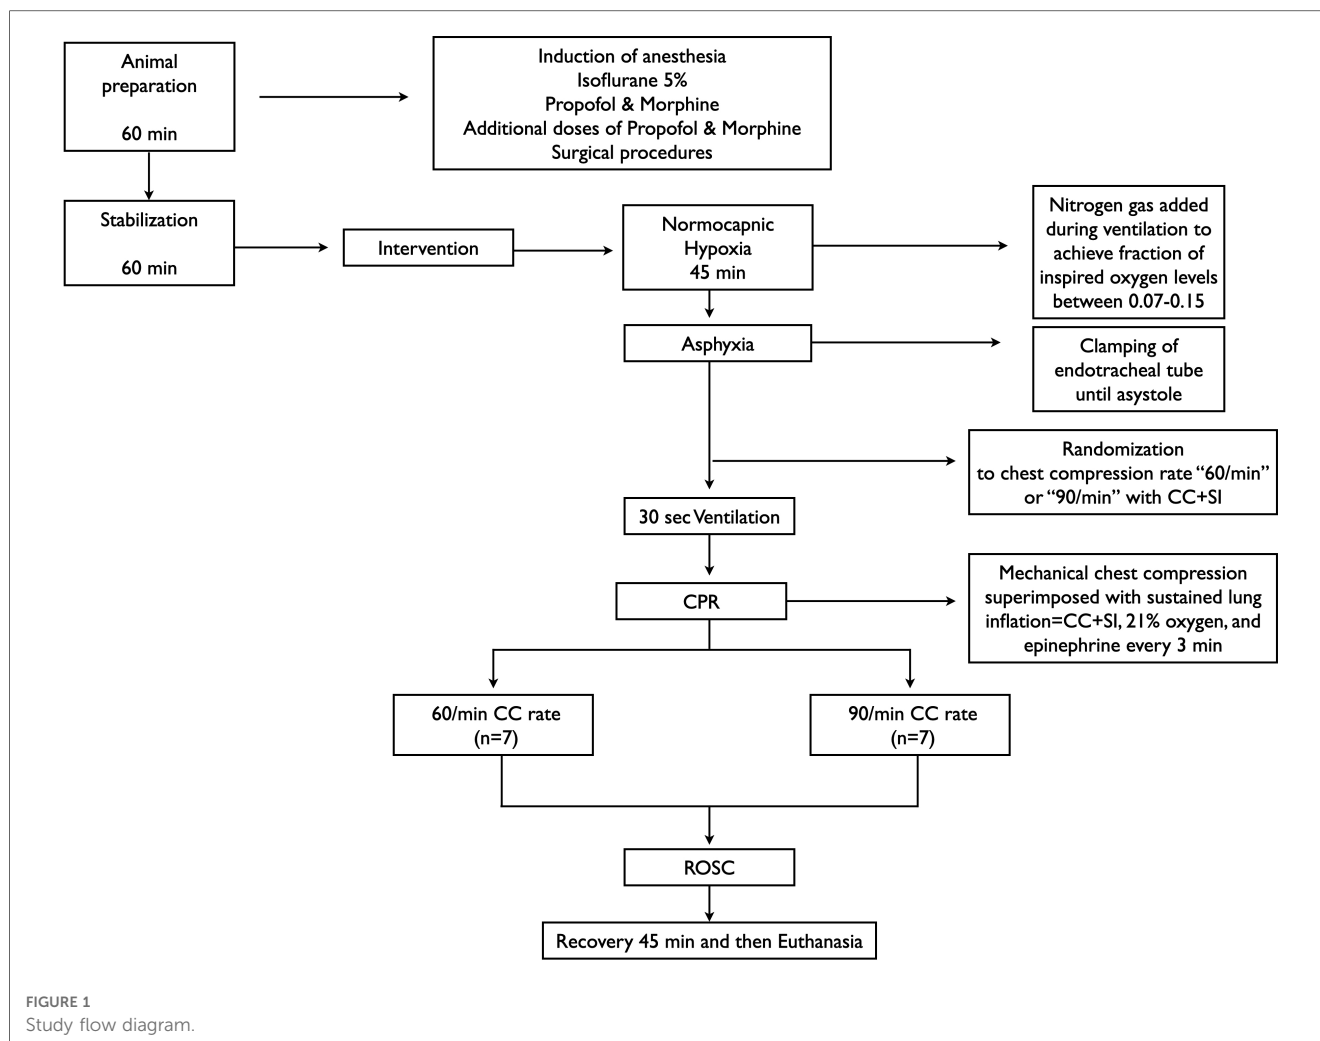 Animal
preparation
60 min
Induction of anesthesia
Isoflurane 5%
Propofol & Morphine
Additional doses of Propofol & Morphine
Surgical procedures
Stabilization
60 min
Intervention
Normocapnic
Hypoxia
45 min
Nitrogen gas added
during ventilation to
achieve fraction of
inspired oxygen levels
between 0.07-0.15
Asphyxia
Clamping of
endotracheal tube
until asystole
Randomization
to chest compression rate “60/min”
or “90/min” with CC+SI
30 sec Ventilation
CPR
Mechanical chest compression
superimposed with sustained lung
inflation=CC+SI, 21% oxygen, and
epinephrine every 3 min
60/min CC rate
(n=7)
90/min CC rate
(n=7)
ROSC
Recovery 45 min and then Euthanasia
FIGURE 1
Study flow diagram.